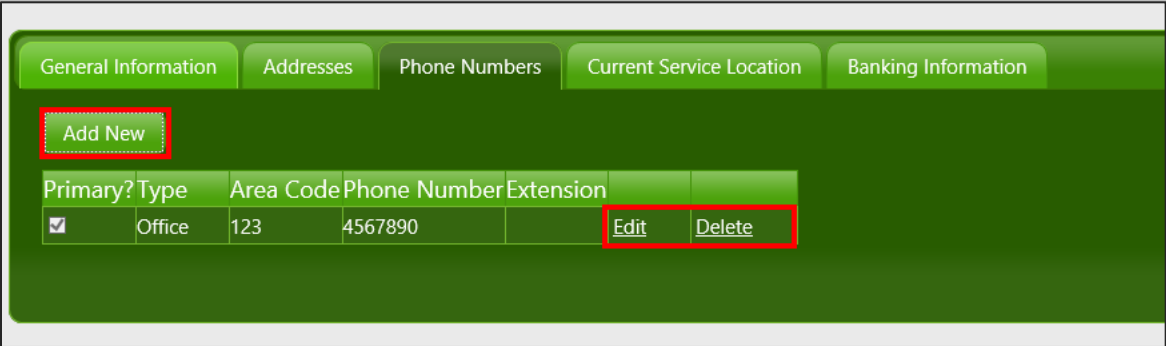 General Information Addresses Phone Numbers Current Service Location Banking Information
Add New
Primary? Type Area Code Phone Number Extension
Office 123 4567890 Edit Delete